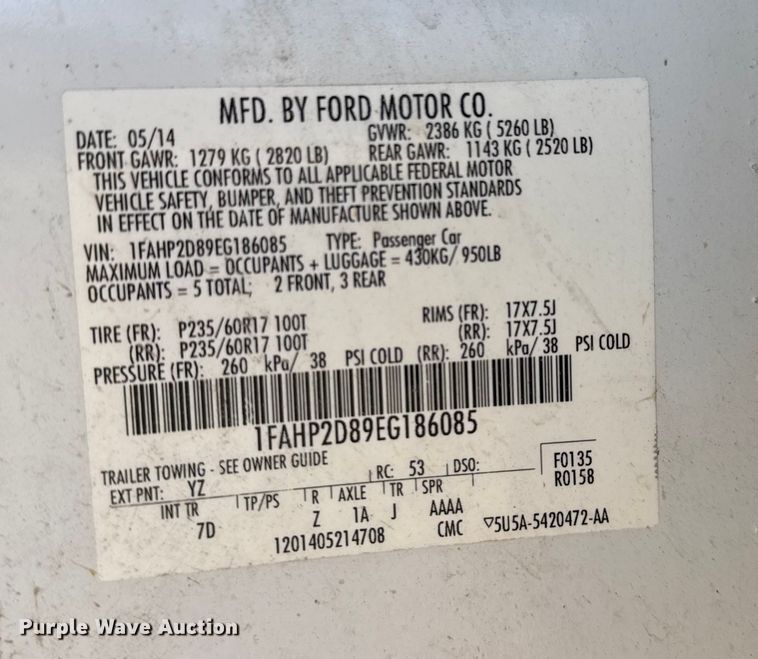 MFD. BY FORD MOTOR CO.
DATE: 05/14 GVWR: 2386 KG ( 5260 LB)
FRONT GAWR: 1279 KG ( 2820 LB) REAR GAWR: 1143 KG ( 2520 LB)
THIS VEHICLE CONFORMS TO ALL APPLICABLE FEDERAL MOTOR
VEHICLE SAFETY, BUMPER, AND THEFT PREVENTION STANDARDS
IN EFFECT ON THE DATE OF MANUFACTURE SHOWN ABOVE.
VIN: 1FAHP2D89EG186085 TYPE: Passenger Car
MAXIMUM LOAD = OCCUPANTS + LUGGAGE = 430KG/ 950LB
OCCUPANTS = 5 TOTAL; 2 FRONT, 3 REAR
TIRE (FR): P235/60R17 100T RIMS (FR): 17X7.5J
(RR): P235/60R17 100T (RR): 17X7.5J
PRESSURE (FR): 260 kPa/ 38 PSI COLD (RR): 260 kPa/ 38 PSI COLD
1FAHP2D89EG186085
TRAILER TOWING - SEE OWNER GUIDE
EXT PNT: YZ RC: 53 DSO: F0135
R0158
INT TR TP/PS R AXLE TR SPR
7D Z 1A J AAAA
1201405214708 CMC ▽5U5A-5420472-AA
Purple Wave Auction